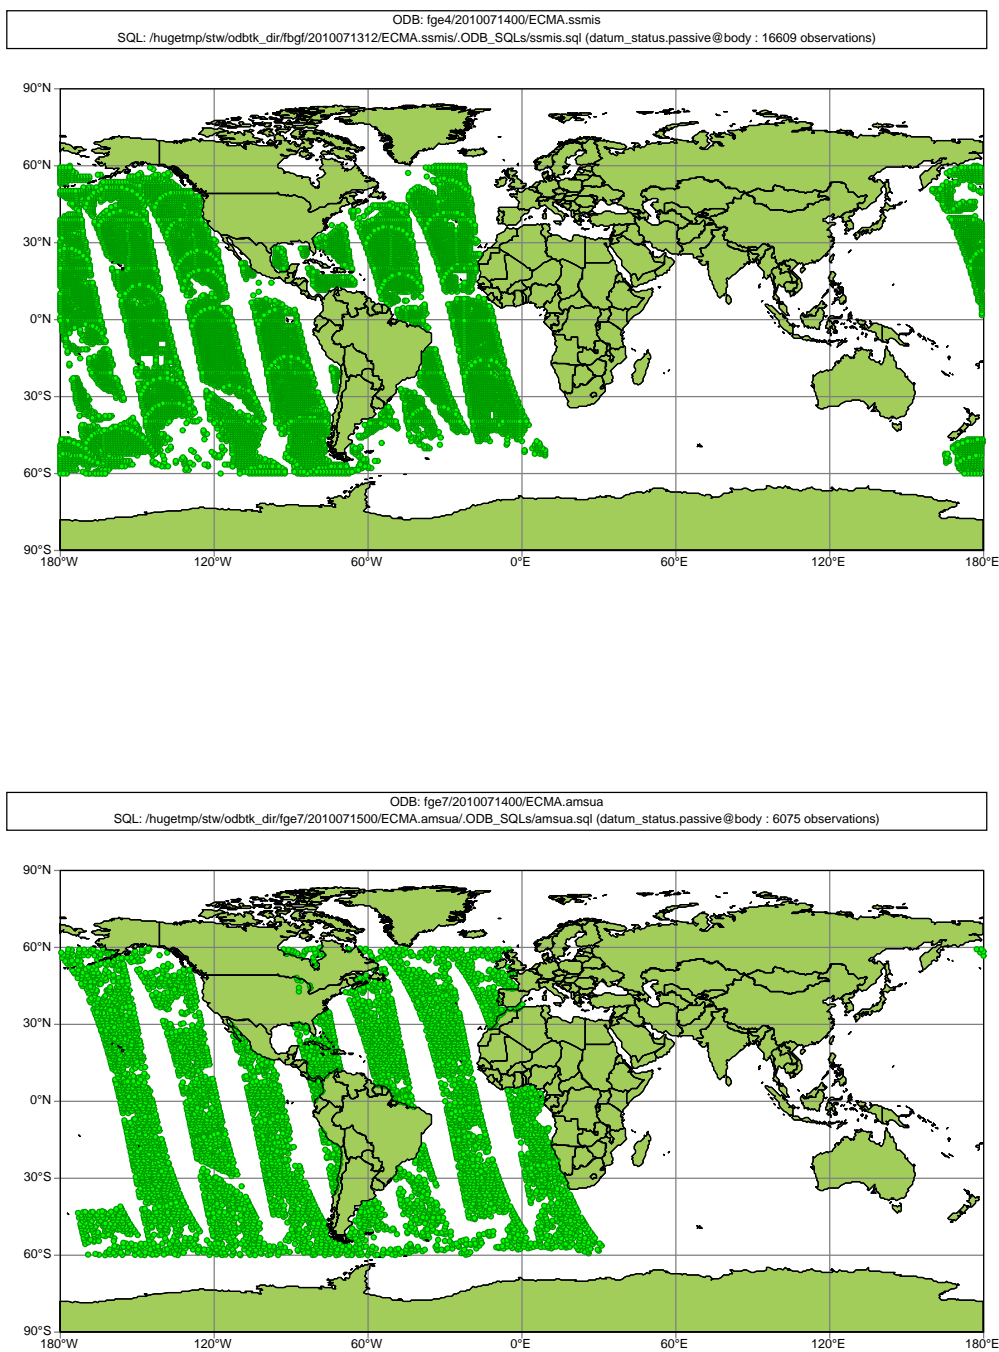 ODB: fge4/2010071400/ECMA.ssmis
SQL: /hugetmp/stw/odbtk_dir/fbgf/2010071312/ECMA.ssmis/.ODB_SQLs/ssmis.sql (datum_status.passive@body : 16609 observations)
90°N
60°N
30°N
0°N
30°S
60°S
90°S
180°W 120°W 60°W 0°E 60°E 120°E 180°E
ODB: fge7/2010071400/ECMA.amsua
SQL: /hugetmp/stw/odbtk_dir/fge7/2010071500/ECMA.amsua/.ODB_SQLs/amsua.sql (datum_status.passive@body : 6075 observations)
90°N
60°N
30°N
0°N
30°S
60°S
90°S
180°W 120°W 60°W 0°E 60°E 120°E 180°E